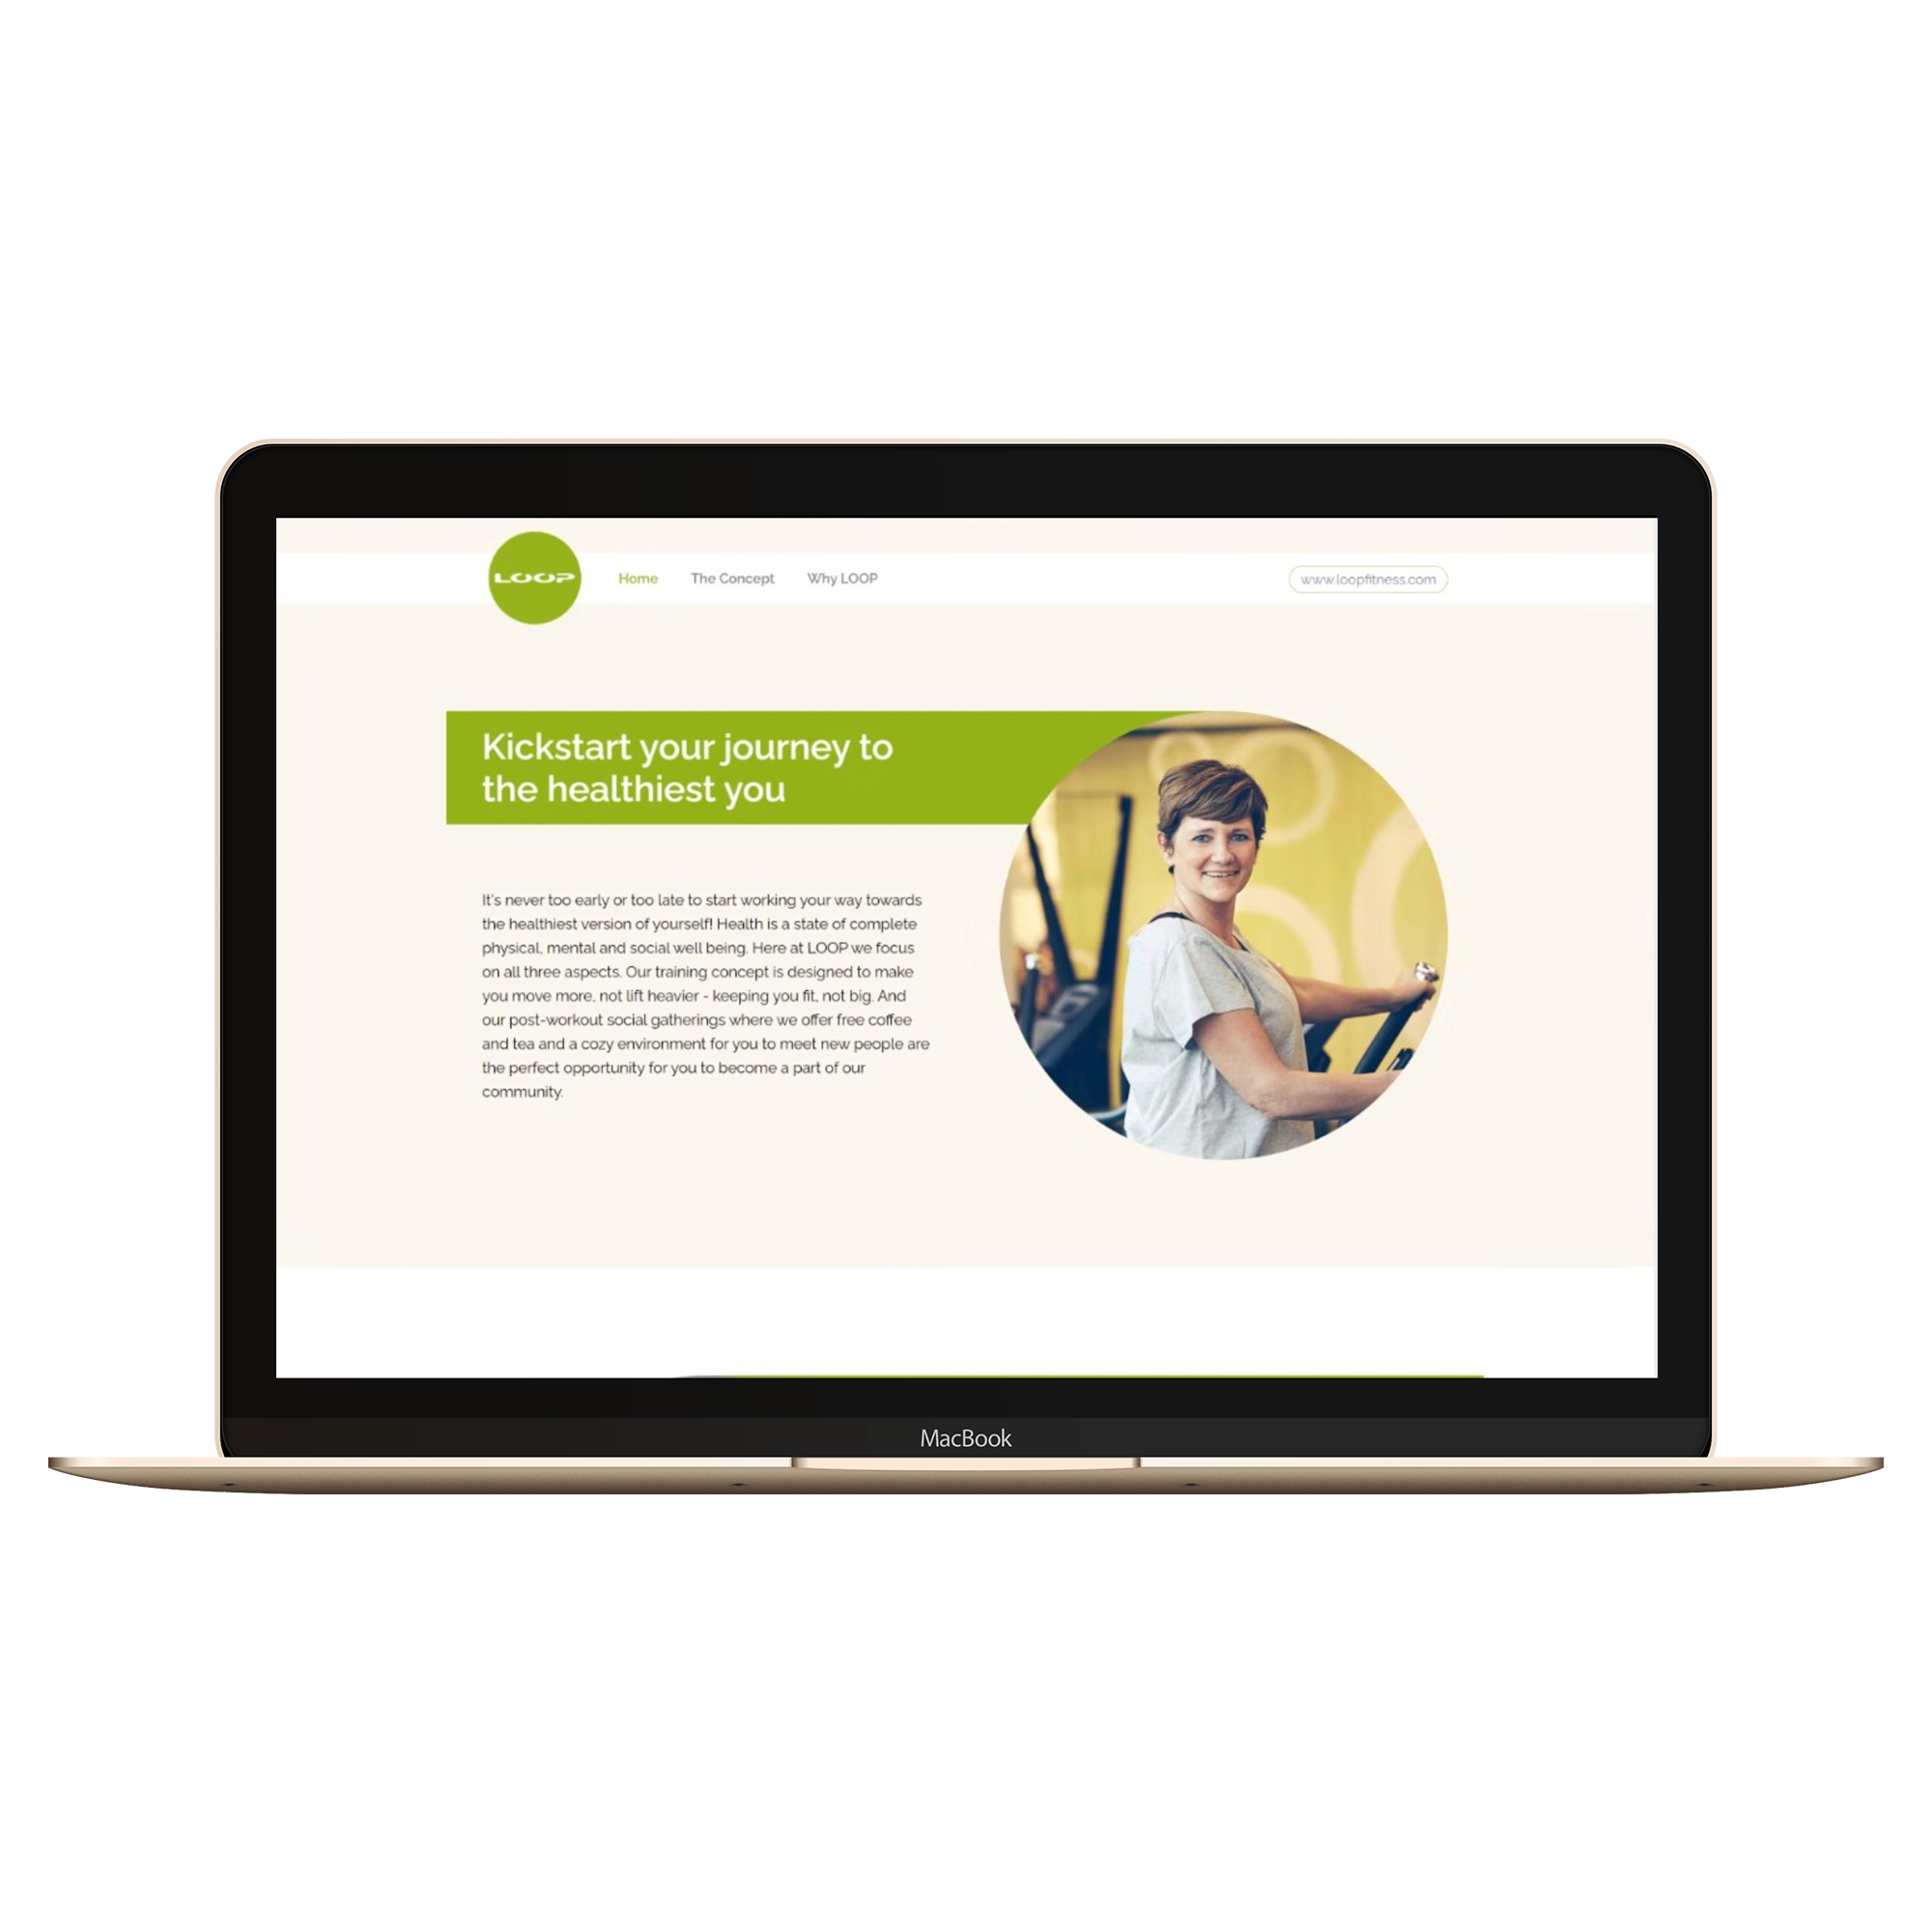 LOOP
Home
The Concept
Why LOOP
www.loopfitness.com
Kickstart your journey to
the healthiest you
It's never too early or too late to start working your way towards
the healthiest version of yourself! Health is a state of complete
physical, mental and social well being. Here at LOOP we focus
on all three aspects. Our training concept is designed to make
you move more, not lift heavier - keeping you fit, not big. And
our post-workout social gatherings where we offer free coffee
and tea and a cozy environment for you to meet new people are
the perfect opportunity for you to become a part of our
community.
MacBook